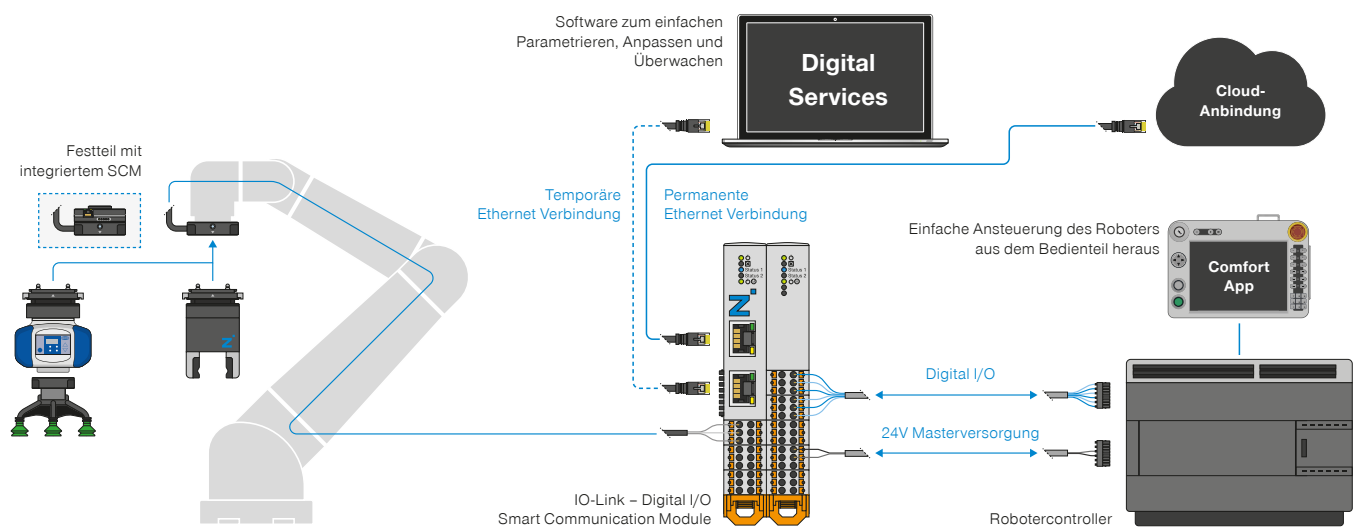 Software zum einfachen
Parametrieren, Anpassen und
Überwachen
Digital
Services
Cloud-
Anbindung
Festteil mit
integriertem SCM
Temporäre
Ethernet Verbindung
Permanente
Ethernet Verbindung
Einfache Ansteuerung des Roboters
aus dem Bedienteil heraus
Comfort
App
Status 1
Status 2
Status 1
Status 2
Z
Z
Digital I/O
24V Masterversorgung
IO-Link – Digital I/O
Smart Communication Module
Robotercontroller